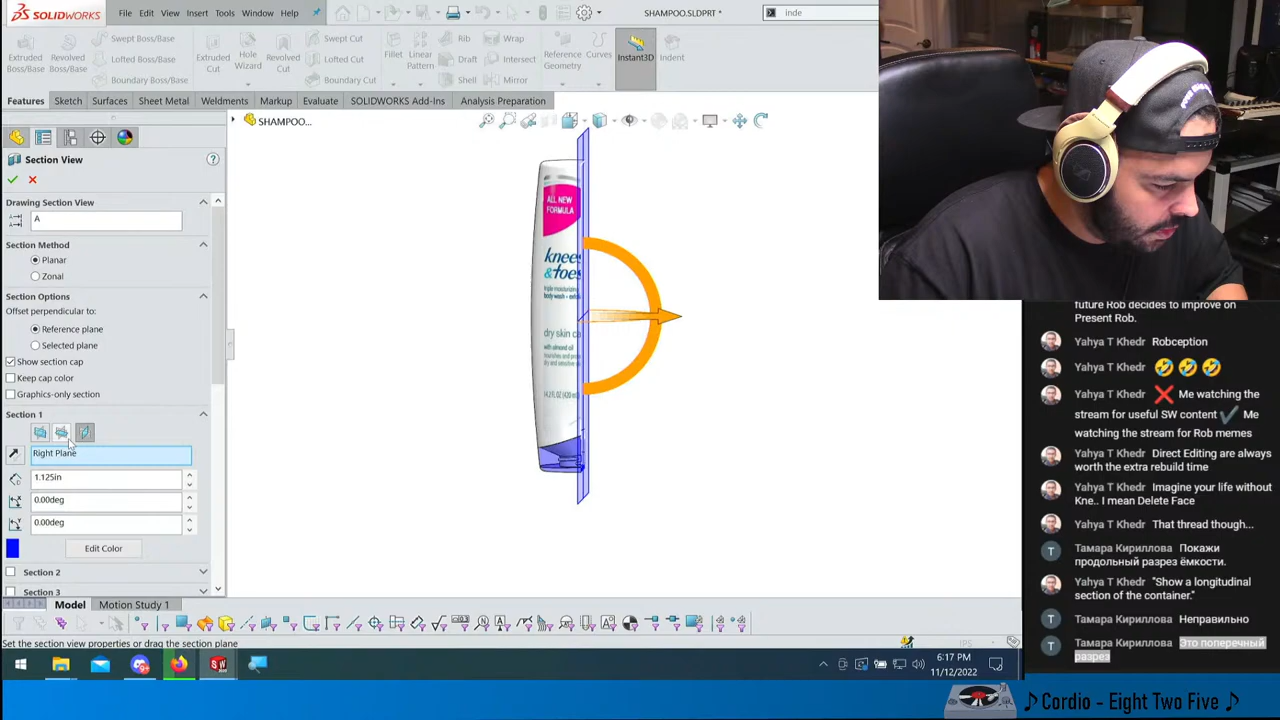 SOLIDWORKS
File Edit View Insert Tools Window Help
SHAMPOO.SLDPRT *
inde
Extruded Boss/Base
Revolved Boss/Base
Swept Boss/Base
Lofted Boss/Base
Boundary Boss/Base
Extruded Cut
Hole Wizard
Revolved Cut
Swept Cut
Lofted Cut
Boundary Cut
Fillet
Linear Pattern
Rib
Draft
Shell
Wrap
Intersect
Mirror
Reference Geometry
Curves
Instant3D
Indent
Features Sketch Surfaces Sheet Metal Weldments Markup Evaluate SOLIDWORKS Add-Ins Analysis Preparation
SHAMPOO...
Section View
Drawing Section View
A
Section Method
Planar
Zonal
Section Options
Offset perpendicular to:
Reference plane
Selected plane
Show section cap
Keep cap color
Graphics-only section
Section 1
Right Plane
1.125in
0.00deg
0.00deg
Edit Color
Section 2
Section 3
Model Motion Study 1
Set the section view properties or drag the section plane
ALL NEW
FORMULA
knees
&toes
triple moisturizing
dry skin
with almond oil
6:17 PM
11/12/2022
future Rob decides to improve on
Present Rob.
Yahya T Khedr Robception
Yahya T Khedr 🤣🤣🤣
Yahya T Khedr ❌ Me watching the
stream for useful SW content ✔️ Me
watching the stream for Rob memes
Yahya T Khedr Direct Editing are always
worth the extra rebuild time
Yahya T Khedr Imagine your life without
Kne.. I mean Delete Face
Yahya T Khedr That thread though...
Тамара Кириллова Покажи
продольный разрез ёмкости.
Yahya T Khedr "Show a longitudinal
section of the container."
Тамара Кириллова Неправильно
Тамара Кириллова Это поперечный
разрез
♪ Cordio - Eight Two Five ♪